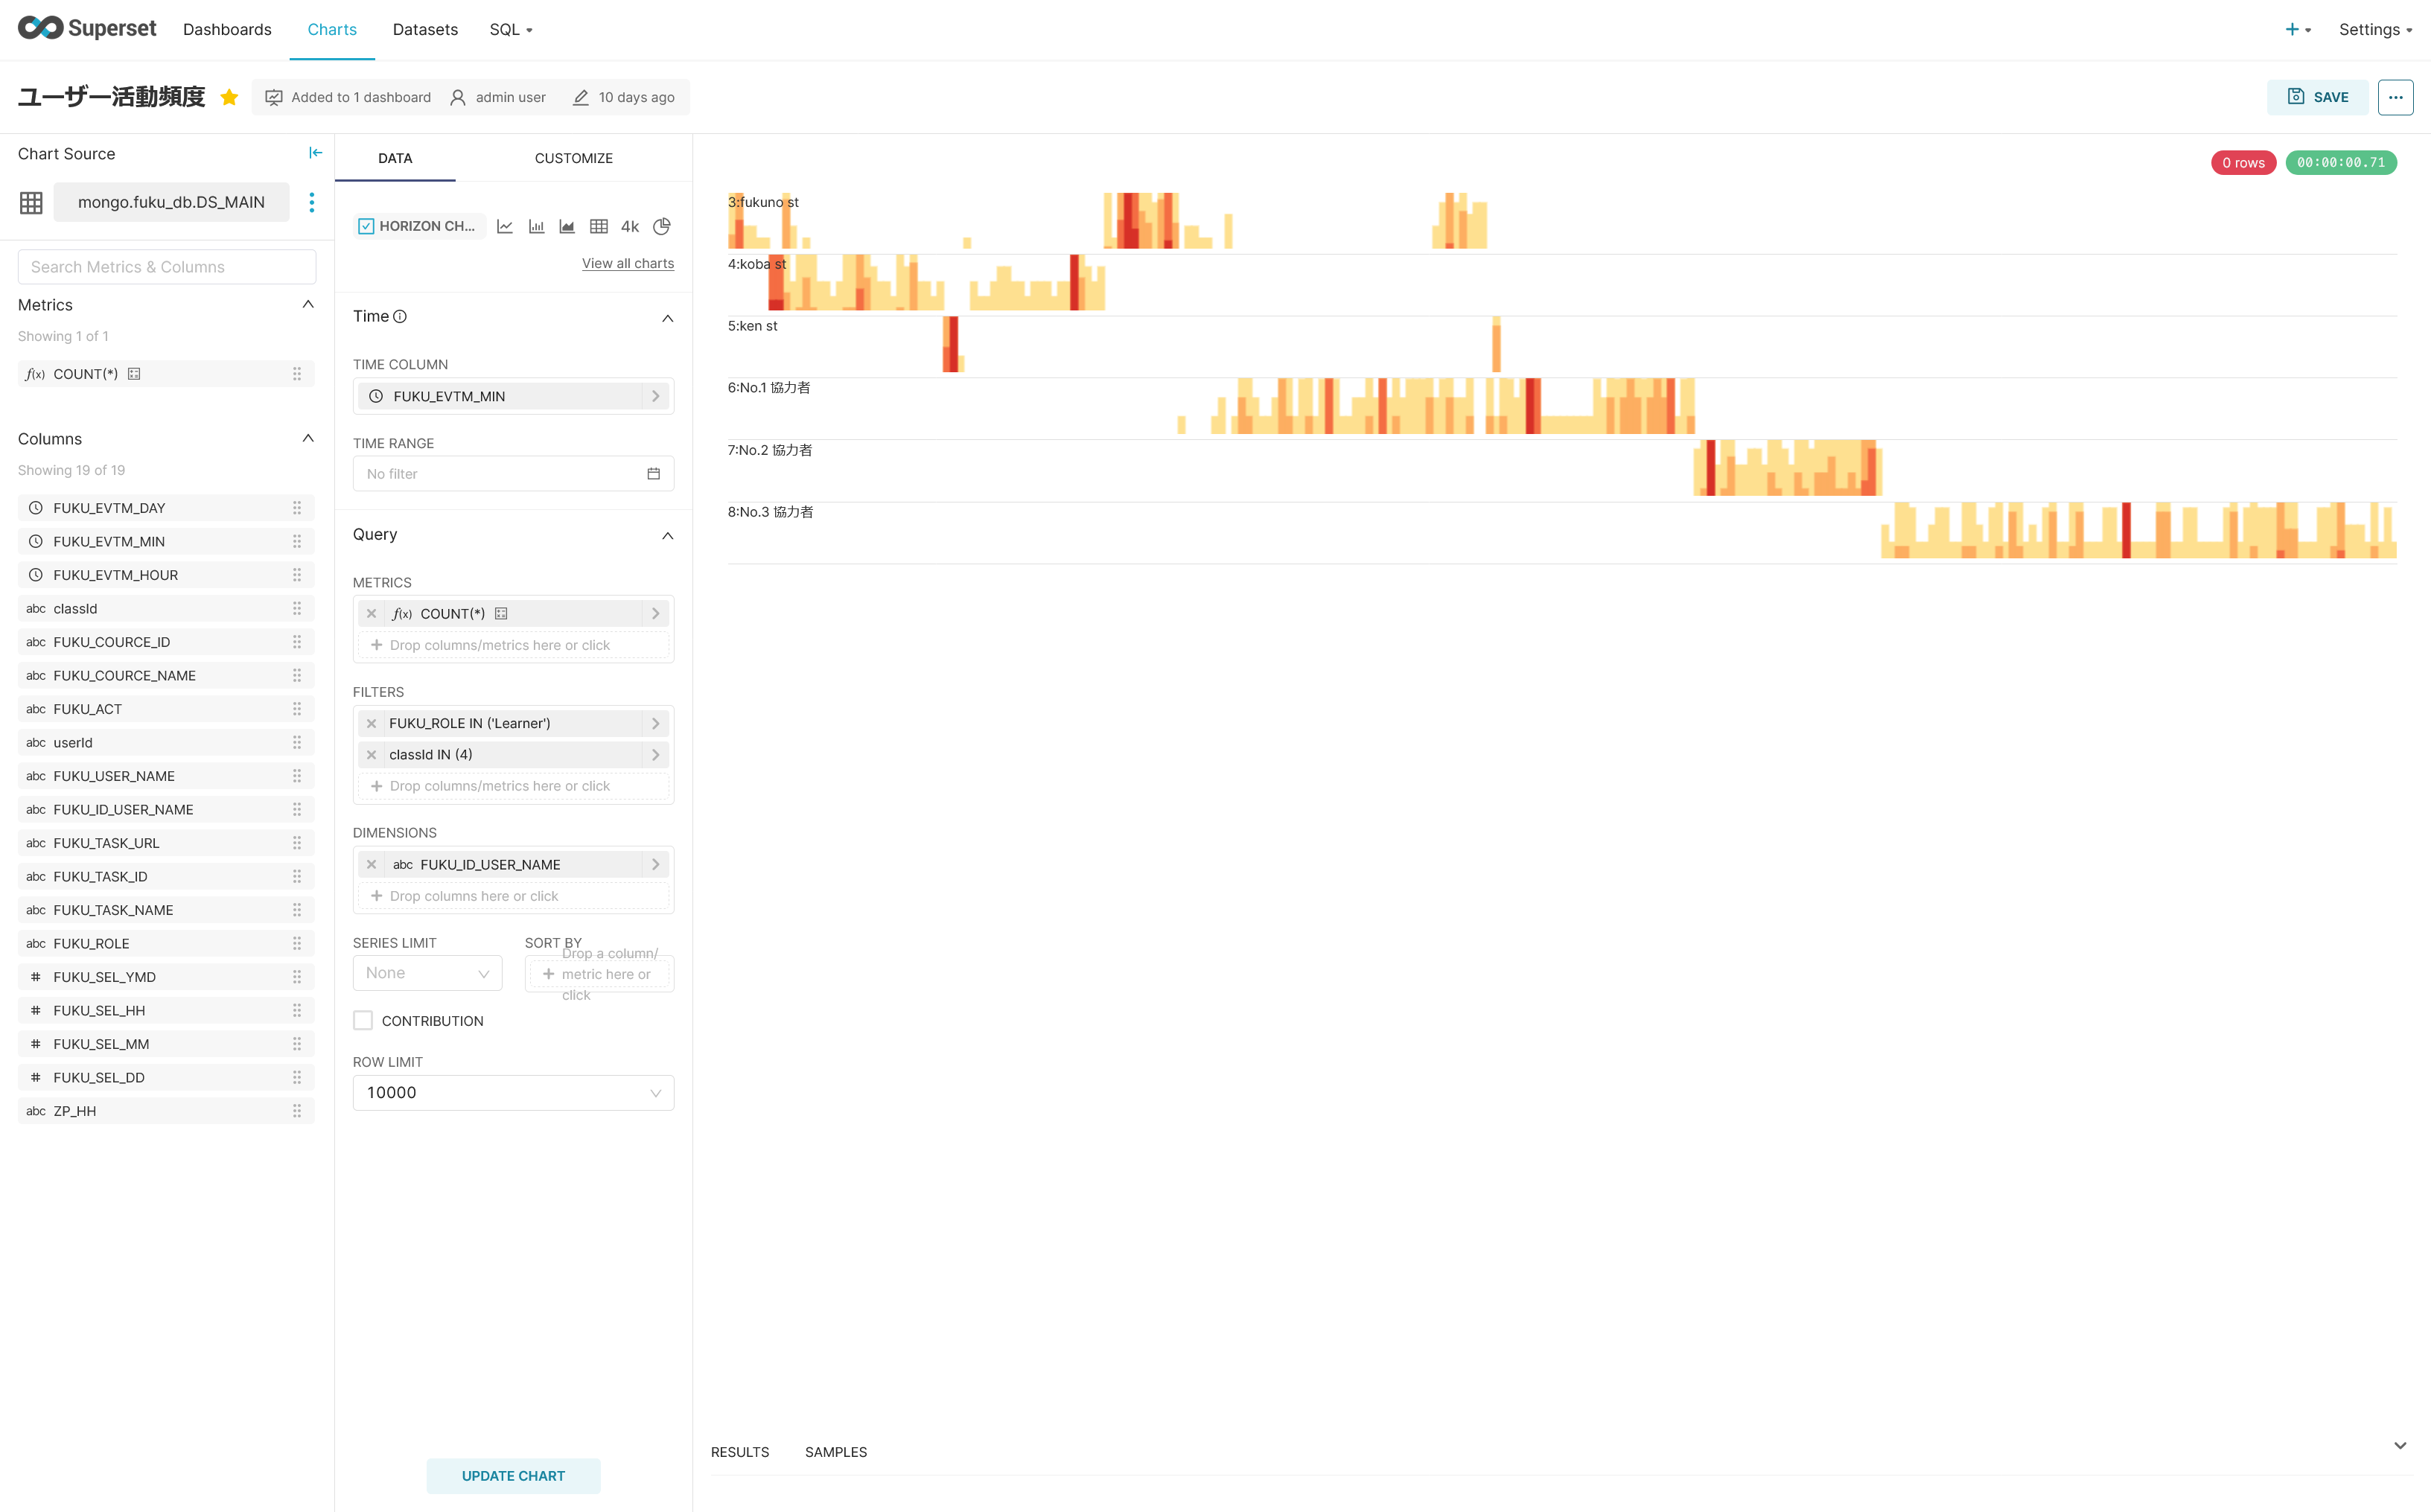 Superset
Dashboards
Charts
Datasets
SQL
Settings
ユーザー活動頻度
Added to 1 dashboard
admin user
10 days ago
SAVE
Chart Source
mongo.fuku_db.DS_MAIN
Search Metrics & Columns
Metrics
Showing 1 of 1
f(x) COUNT(*)
Columns
Showing 19 of 19
FUKU_EVTM_DAY
FUKU_EVTM_MIN
FUKU_EVTM_HOUR
abc classId
abc FUKU_COURCE_ID
abc FUKU_COURCE_NAME
abc FUKU_ACT
abc userId
abc FUKU_USER_NAME
abc FUKU_ID_USER_NAME
abc FUKU_TASK_URL
abc FUKU_TASK_ID
abc FUKU_TASK_NAME
abc FUKU_ROLE
# FUKU_SEL_YMD
# FUKU_SEL_HH
# FUKU_SEL_MM
# FUKU_SEL_DD
abc ZP_HH
DATA
CUSTOMIZE
HORIZON CH...
4k
View all charts
Time
TIME COLUMN
FUKU_EVTM_MIN
TIME RANGE
No filter
Query
METRICS
f(x) COUNT(*)
Drop columns/metrics here or click
FILTERS
FUKU_ROLE IN ('Learner')
classId IN (4)
Drop columns/metrics here or click
DIMENSIONS
abc FUKU_ID_USER_NAME
Drop columns here or click
SERIES LIMIT
None
SORT BY
Drop a column/
metric here or
click
CONTRIBUTION
ROW LIMIT
10000
UPDATE CHART
0 rows
00:00:00.71
3:fukuno st
4:koba st
5:ken st
6:No.1 協力者
7:No.2 協力者
8:No.3 協力者
RESULTS
SAMPLES